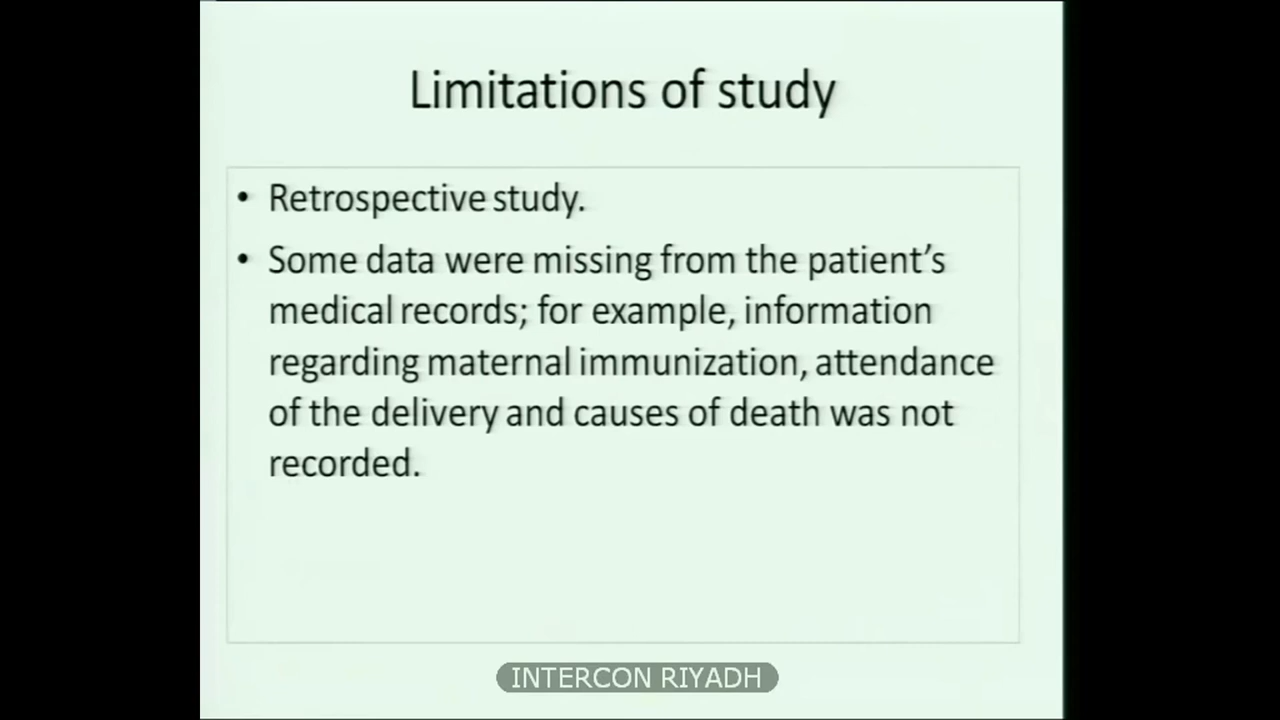 Limitations of study
• Retrospective study.
• Some data were missing from the patient’s
medical records; for example, information
regarding maternal immunization, attendance
of the delivery and causes of death was not
recorded.
INTERCON RIYADH